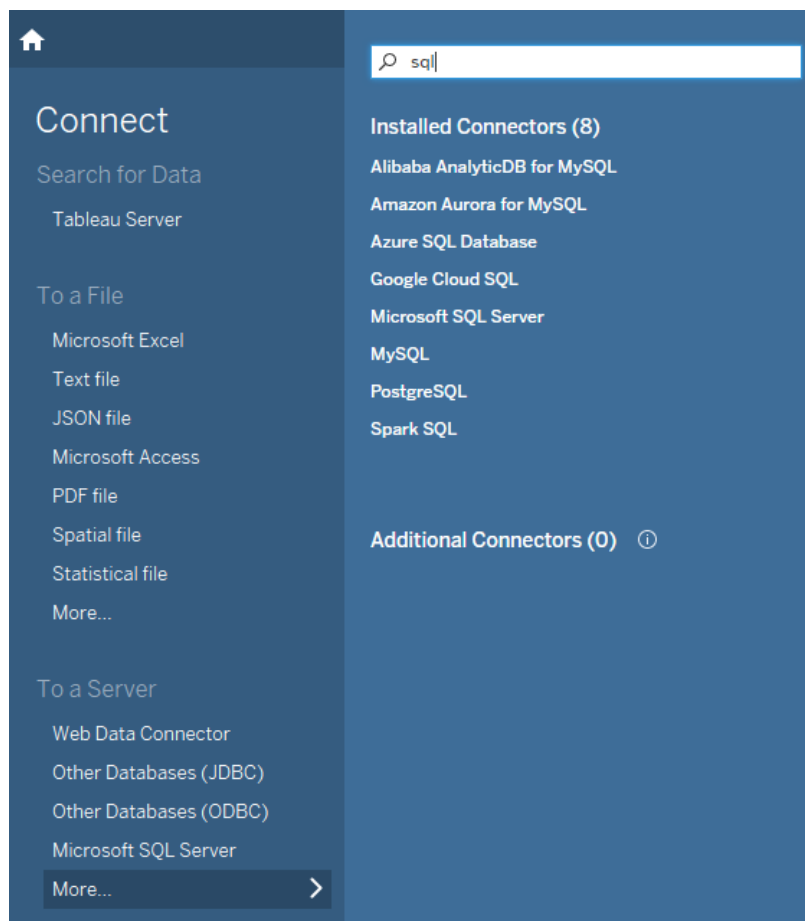 Connect
Search for Data
Tableau Server
To a File
Microsoft Excel
Text file
JSON file
Microsoft Access
PDF file
Spatial file
Statistical file
More...
To a Server
Web Data Connector
Other Databases (JDBC)
Other Databases (ODBC)
Microsoft SQL Server
More...
sql
Installed Connectors (8)
Alibaba AnalyticDB for MySQL
Amazon Aurora for MySQL
Azure SQL Database
Google Cloud SQL
Microsoft SQL Server
MySQL
PostgreSQL
Spark SQL
Additional Connectors (0)